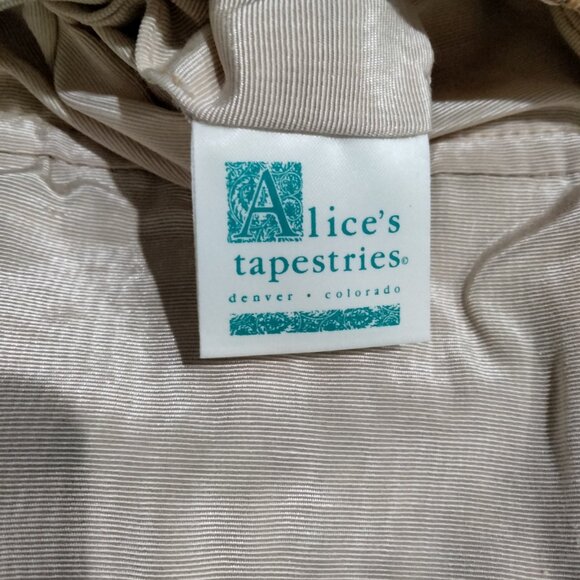 Alice's
tapestries©
denver • colorado